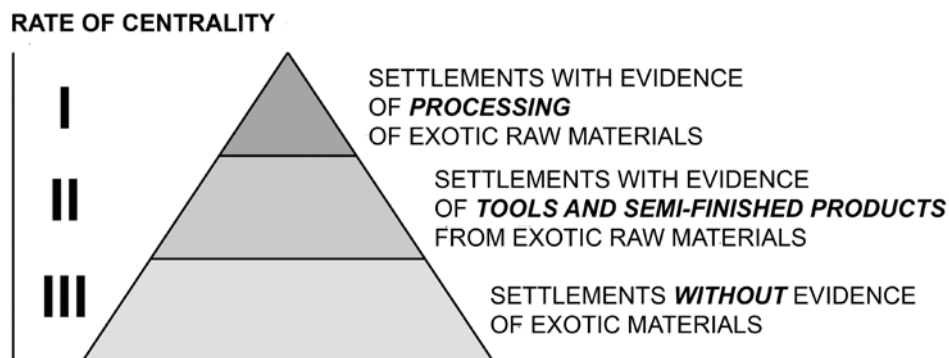 RATE OF CENTRALITY
I
SETTLEMENTS WITH EVIDENCE
OF PROCESSING
OF EXOTIC RAW MATERIALS
II
SETTLEMENTS WITH EVIDENCE
OF TOOLS AND SEMI-FINISHED PRODUCTS
FROM EXOTIC RAW MATERIALS
III
SETTLEMENTS WITHOUT EVIDENCE
OF EXOTIC MATERIALS